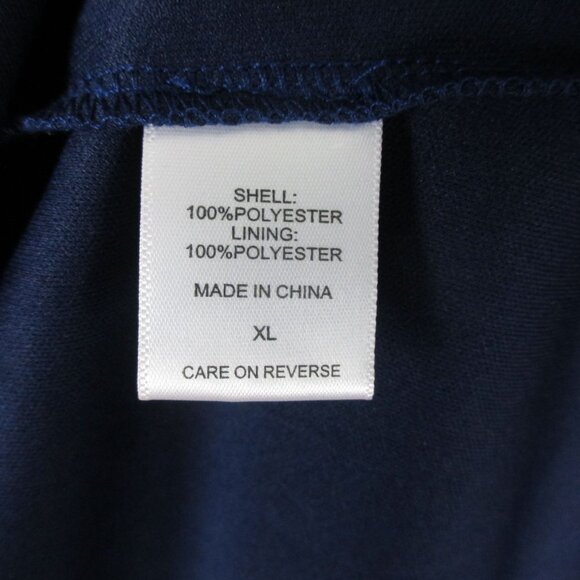 SHELL:
100%POLYESTER
LINING:
100%POLYESTER
MADE IN CHINA
XL
CARE ON REVERSE